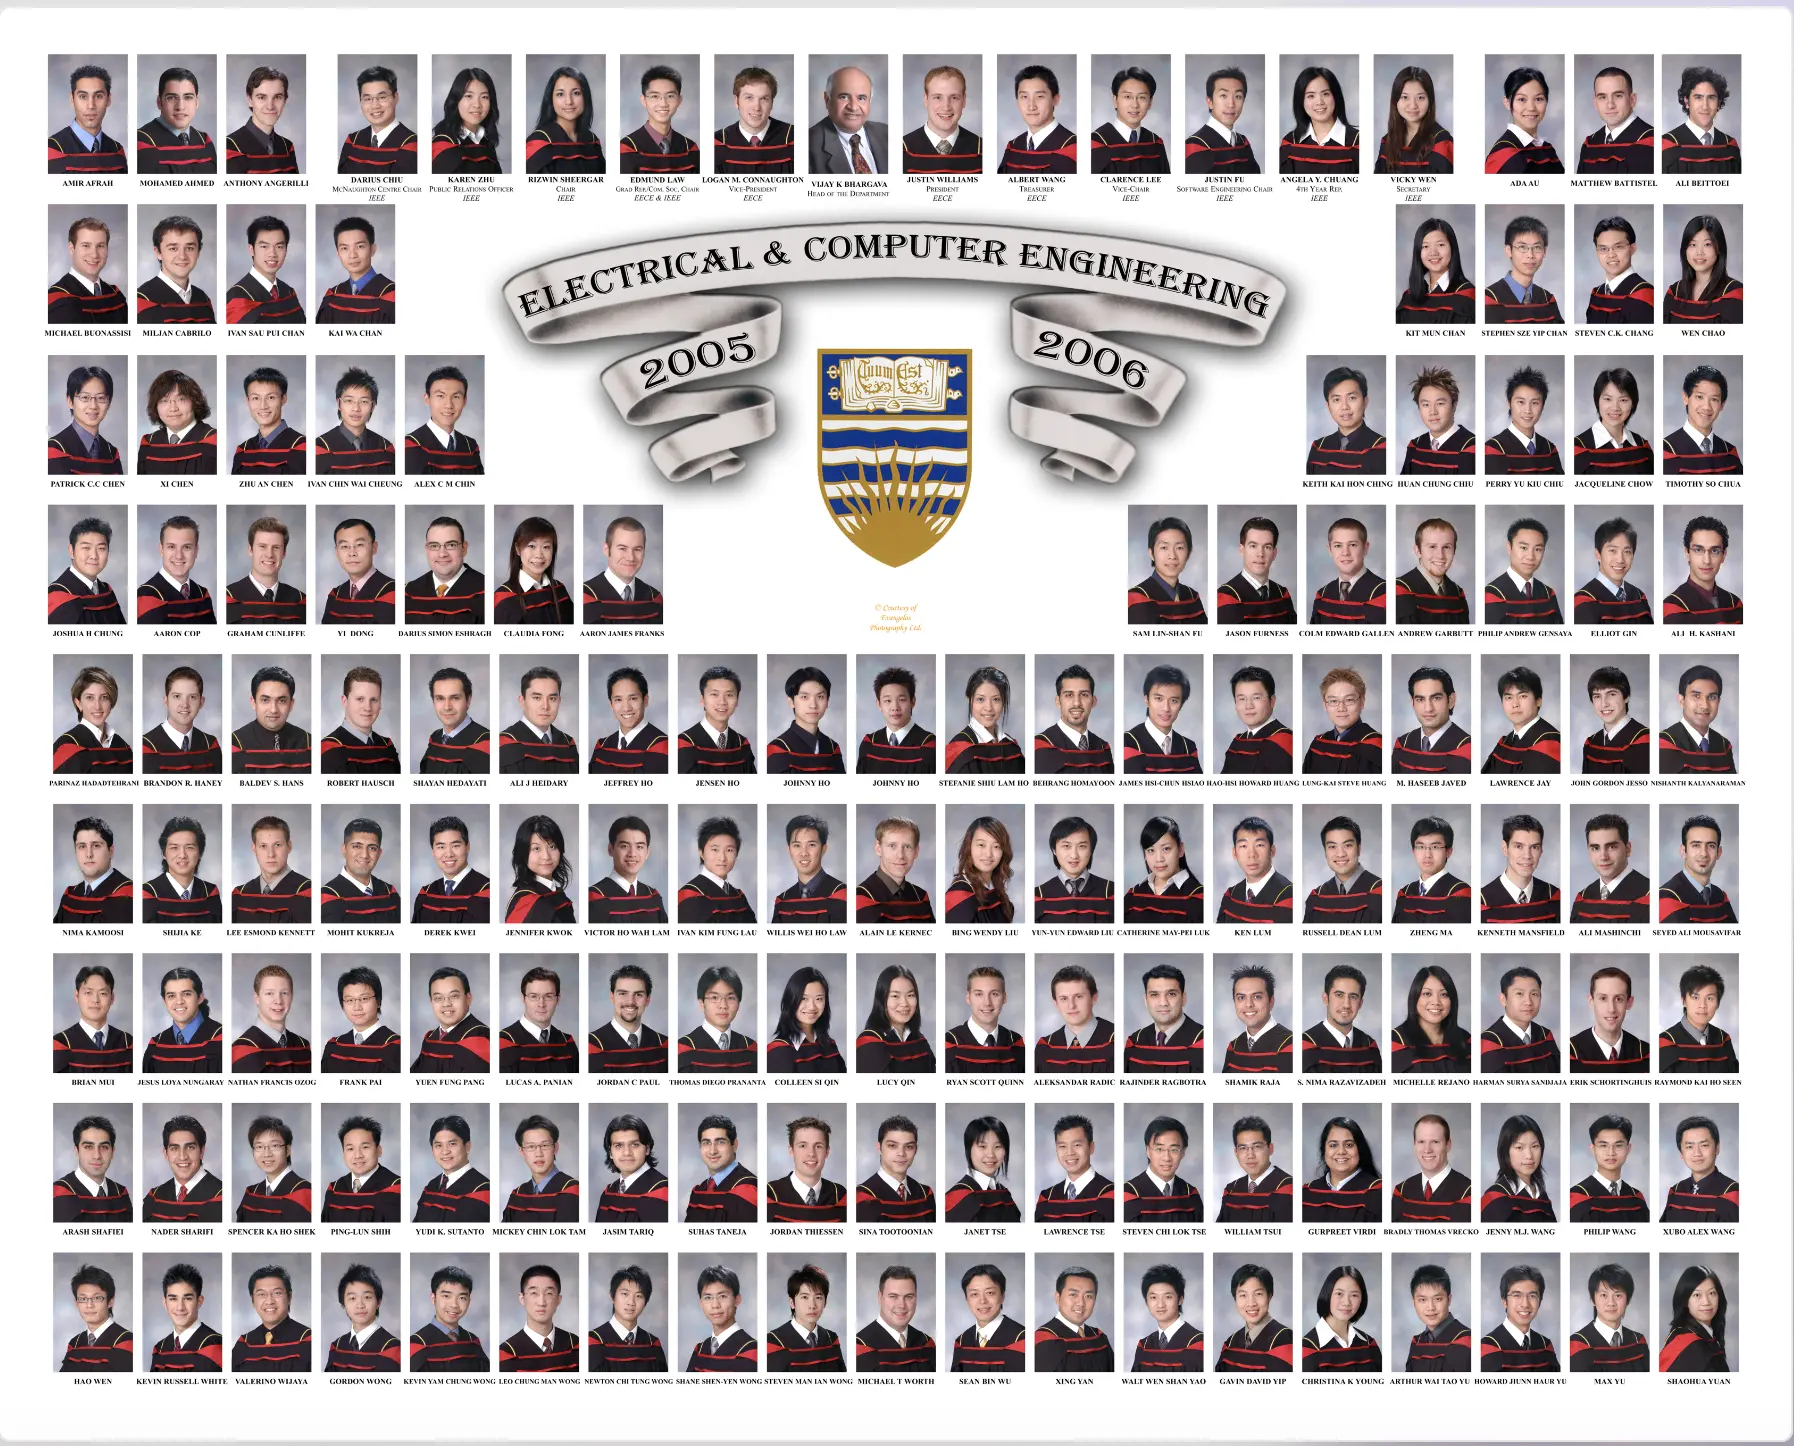 AMIR AFRAH
MOHAMED AHMED
ANTHONY ANGERILLI
DARIUS CHIU
MCNAUGHTON CENTRE CHAIR
IEEE
KAREN ZHU
PUBLIC RELATIONS OFFICER
IEEE
RIZWIN SHEERGAR
CHAIR
IEEE
EDMUND LAW
GRAD REP/COM. SOC. CHAIR
EECE & IEEE
LOGAN M. CONNAUGHTON
VICE-PRESIDENT
EECE
VIJAY K BHARGAVA
HEAD OF THE DEPARTMENT
JUSTIN WILLIAMS
PRESIDENT
EECE
ALBERT WANG
TREASURER
EECE
CLARENCE LEE
VICE-CHAIR
IEEE
JUSTIN FU
SOFTWARE ENGINEERING CHAIR
IEEE
ANGELA Y. CHUANG
4TH YEAR REP.
IEEE
VICKY WEN
SECRETARY
IEEE
ADA AU
MATTHEW BATTISTEL
ALI BEITTOEI
ELECTRICAL & COMPUTER ENGINEERING
2005
2006
Tuum Est
MICHAEL BUONASSISI
MILJAN CABRILO
IVAN SAU PUI CHAN
KAI WA CHAN
KIT MUN CHAN
STEPHEN SZE YIP CHAN
STEVEN C.K. CHANG
WEN CHAO
PATRICK C.C CHEN
XI CHEN
ZHU AN CHEN
IVAN CHIN WAI CHEUNG
ALEX C M CHIN
KEITH KAI HON CHING
HUAN CHUNG CHIU
PERRY YU KIU CHIU
JACQUELINE CHOW
TIMOTHY SO CHUA
© Courtesy of
Evangelos
Photography Ltd.
JOSHUA H CHUNG
AARON COP
GRAHAM CUNLIFFE
YI DONG
DARIUS SIMON ESHRAGH
CLAUDIA FONG
AARON JAMES FRANKS
SAM LIN-SHAN FU
JASON FURNESS
COLM EDWARD GALLEN
ANDREW GARBUTT
PHILIP ANDREW GENSAYA
ELLIOT GIN
ALI H. KASHANI
PARINAZ HADADTEHRANI
BRANDON R. HANEY
BALDEV S. HANS
ROBERT HAUSCH
SHAYAN HEDAYATI
ALI J HEIDARY
JEFFREY HO
JENSEN HO
JOHNNY HO
JOHNNY HO
STEFANIE SHIU LAM HO
BEHRANG HOMAYOON
JAMES HSI-CHUN HSIAO
HAO-HSI HOWARD HUANG
LUNG-KAI STEVE HUANG
M. HASEEB JAVED
LAWRENCE JAY
JOHN GORDON JESSO
NISHANTH KALYANARAMAN
NIMA KAMOOSI
SHIJIA KE
LEE ESMOND KENNETT
MOHIT KUKREJA
DEREK KWEI
JENNIFER KWOK
VICTOR HO WAH LAM
IVAN KIM FUNG LAU
WILLIS WEI HO LAW
ALAIN LE KERNEC
BING WENDY LIU
YUN-YUN EDWARD LIU
CATHERINE MAY-PEI LUK
KEN LUM
RUSSELL DEAN LUM
ZHENG MA
KENNETH MANSFIELD
ALI MASHINCHI
SEYED ALI MOUSAVIFAR
BRIAN MUI
JESUS LOYA NUNGARAY
NATHAN FRANCIS OZOG
FRANK PAI
YUEN FUNG PANG
LUCAS A. PANIAN
JORDAN C PAUL
THOMAS DIEGO PRANANTA
COLLEEN SI QIN
LUCY QIN
RYAN SCOTT QUINN
ALEKSANDAR RADIC
RAJINDER RAGBOTRA
SHAMIK RAJA
S. NIMA RAZAVIZADEH
MICHELLE REJANO
HARMAN SURYA SANDJAJA
ERIK SCHORTINGHUIS
RAYMOND KAI HO SEEN
ARASH SHAFIEI
NADER SHARIFI
SPENCER KA HO SHEK
PING-LUN SHIH
YUDI K. SUTANTO
MICKEY CHIN LOK TAM
JASIM TARIQ
SUHAS TANEJA
JORDAN THIESSEN
SINA TOOTOONIAN
JANET TSE
LAWRENCE TSE
STEVEN CHI LOK TSE
WILLIAM TSUI
GURPREET VIRDI
BRADLY THOMAS VRECKO
JENNY M.J. WANG
PHILIP WANG
XUBO ALEX WANG
HAO WEN
KEVIN RUSSELL WHITE
VALERINO WIJAYA
GORDON WONG
KEVIN YAM CHUNG WONG
LEO CHUNG MAN WONG
NEWTON CHI TUNG WONG
SHANE SHEN-YEN WONG
STEVEN MAN IAN WONG
MICHAEL T WORTH
SEAN BIN WU
XING YAN
WALT WEN SHAN YAO
GAVIN DAVID YIP
CHRISTINA K YOUNG
ARTHUR WAI TAO YU
HOWARD JIUNN HAUR YU
MAX YU
SHAOHUA YUAN